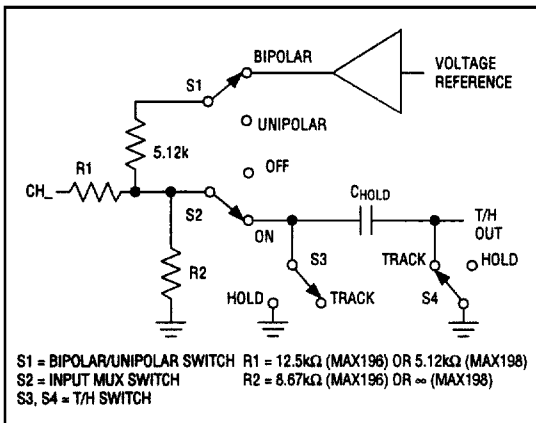 BIPOLAR
VOLTAGE
REFERENCE
S1
UNIPOLAR
5.12k
OFF
R1
CH_
S2
CHOLD
ON
T/H
OUT
R2
S3
TRACK
HOLD
HOLD
TRACK
S4
S1 = BIPOLAR/UNIPOLAR SWITCH R1 = 12.5kΩ (MAX196) OR 5.12kΩ (MAX198)
S2 = INPUT MUX SWITCH R2 = 8.67kΩ (MAX196) OR ∞ (MAX198)
S3, S4 = T/H SWITCH